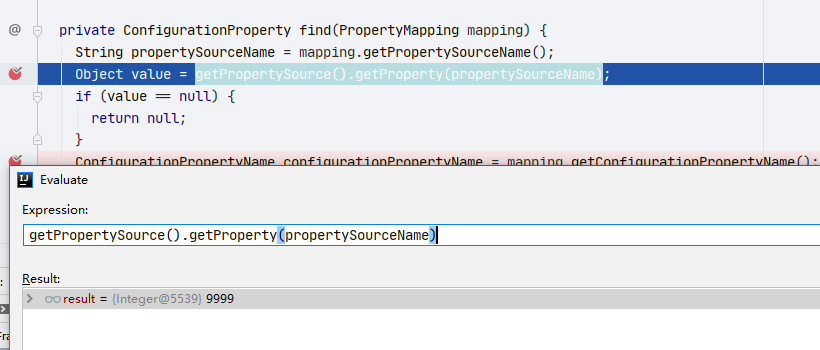 private ConfigurationProperty find(PropertyMapping mapping) {
String propertySourceName = mapping.getPropertySourceName();
Object value = getPropertySource().getProperty(propertySourceName);
if (value == null) {
return null;
}
ConfigurationPropertyName configurationPropertyName = mapping.getConfigurationPropertyName();
IJ Evaluate
Expression:
getPropertySource().getProperty(propertySourceName)
Result:
result = {Integer@5539} 9999
Fra